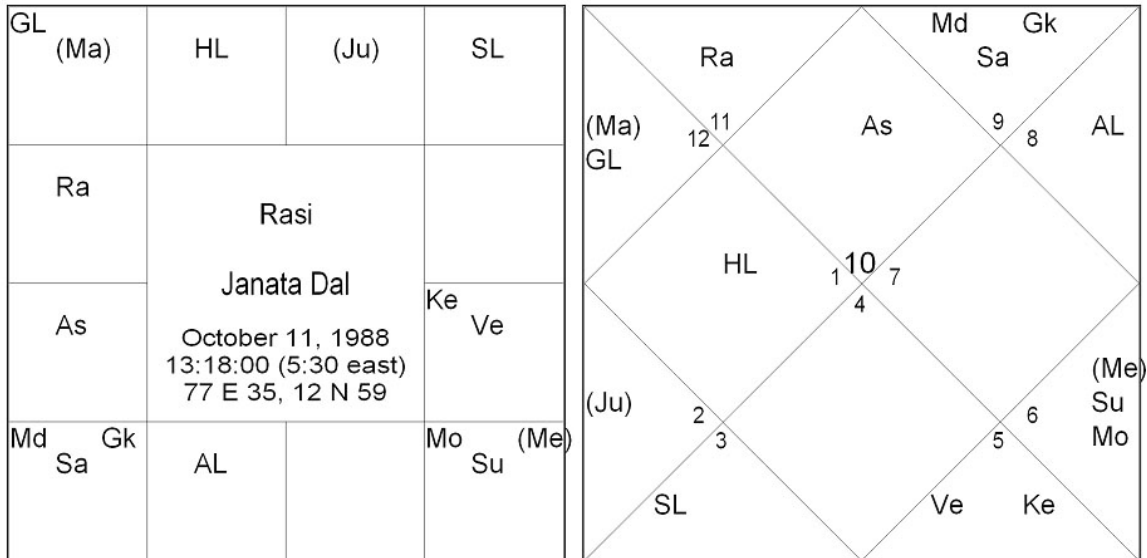 GL
(Ma)
HL
(Ju)
SL
Ra
Rasi
Janata Dal
October 11, 1988
13:18:00 (5:30 east)
77 E 35, 12 N 59
As
Ke
Ve
Md Gk
Sa
AL
Mo (Me)
Su
Md Gk
Sa
Ra
As
(Ma)
GL
12 11
9
8
AL
HL
1 10 7
4
(Ju)
2
3
6
5
(Me)
Su
Mo
SL
Ve Ke